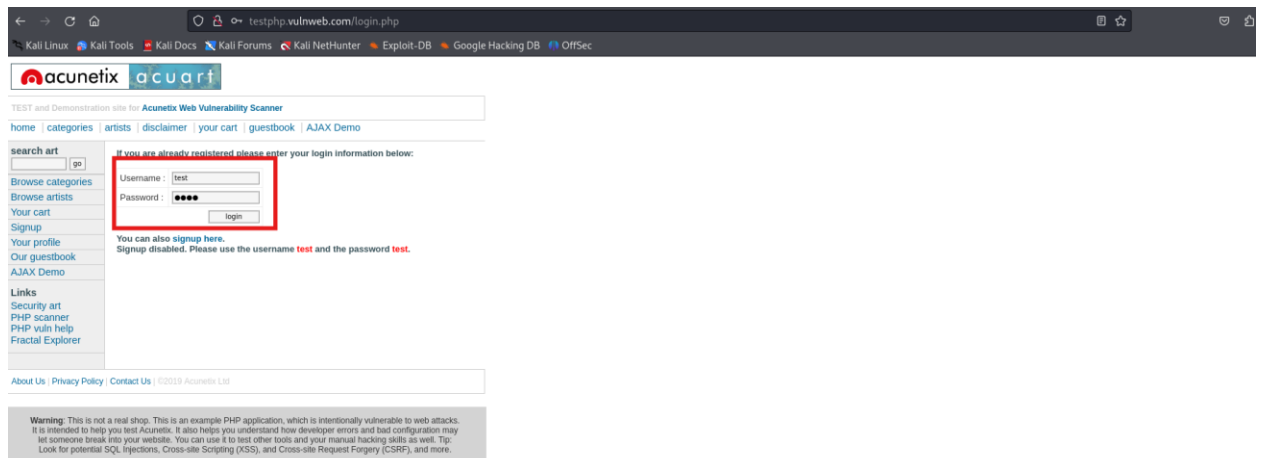 testphp.vulnweb.com/login.php
Kali Linux Kali Tools Kali Docs Kali Forums Kali NetHunter Exploit-DB Google Hacking DB OffSec
acunetix acuart
TEST and Demonstration site for Acunetix Web Vulnerability Scanner
home | categories | artists | disclaimer | your cart | guestbook | AJAX Demo
search art
go
Browse categories
Browse artists
Your cart
Signup
Your profile
Our guestbook
AJAX Demo
Links
Security art
PHP scanner
PHP vuln help
Fractal Explorer
If you are already registered please enter your login information below:
Username : test
Password : ●●●●
login
You can also signup here.
Signup disabled. Please use the username test and the password test.
About Us | Privacy Policy | Contact Us | ©2019 Acunetix Ltd
Warning: This is not a real shop. This is an example PHP application, which is intentionally vulnerable to web attacks.
It is intended to help you test Acunetix. It also helps you understand how developer errors and bad configuration may
let someone break into your website. You can use it to test other tools and your manual hacking skills as well. Tip:
Look for potential SQL Injections, Cross-site Scripting (XSS), and Cross-site Request Forgery (CSRF), and more.